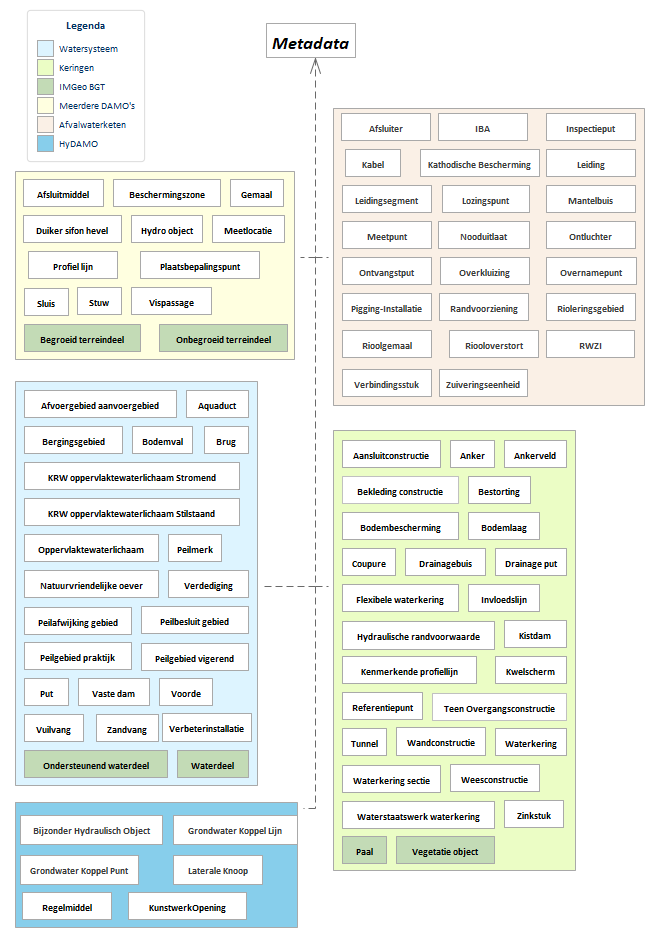 Legenda
Watersysteem
Keringen
IMGeo BGT
Meerdere DAMO's
Afvalwaterketen
HyDAMO
Metadata
Afsluitmiddel
Beschermingszone
Gemaal
Duiker sifon hevel
Hydro object
Meetlocatie
Profiel lijn
Plaatsbepalingspunt
Sluis
Stuw
Vispassage
Begroeid terreindeel
Onbegroeid terreindeel
Afsluiter
IBA
Inspectieput
Kabel
Kathodische Bescherming
Leiding
Leidingsegment
Lozingspunt
Mantelbuis
Meetpunt
Nooduitlaat
Ontluchter
Ontvangstput
Overkluizing
Overnamepunt
Pigging-Installatie
Randvoorziening
Rioleringsgebied
Rioolgemaal
Riooloverstort
RWZI
Verbindingsstuk
Zuiveringseenheid
Afvoergebied aanvoergebied
Aquaduct
Bergingsgebied
Bodemval
Brug
KRW oppervlaktewaterlichaam Stromend
KRW oppervlaktewaterlichaam Stilstaand
Oppervlaktewaterlichaam
Peilmerk
Natuurvriendelijke oever
Verdediging
Peilafwijking gebied
Peilbesluit gebied
Peilgebied praktijk
Peilgebied vigerend
Put
Vaste dam
Voorde
Vuilvang
Zandvang
Verbeterinstallatie
Ondersteunend waterdeel
Waterdeel
Aansluitconstructie
Anker
Ankerveld
Bekleding constructie
Bestorting
Bodembescherming
Bodemlaag
Coupure
Drainagebuis
Drainage put
Flexibele waterkering
Invloedslijn
Hydraulische randvoorwaarde
Kistdam
Kenmerkende profiellijn
Kwelscherm
Referentiepunt
Teen Overgangsconstructie
Tunnel
Wandconstructie
Waterkering
Waterkering sectie
Weesconstructie
Waterstaatswerk waterkering
Zinkstuk
Paal
Vegetatie object
Bijzonder Hydraulisch Object
Grondwater Koppel Lijn
Grondwater Koppel Punt
Laterale Knoop
Regelmiddel
KunstwerkOpening